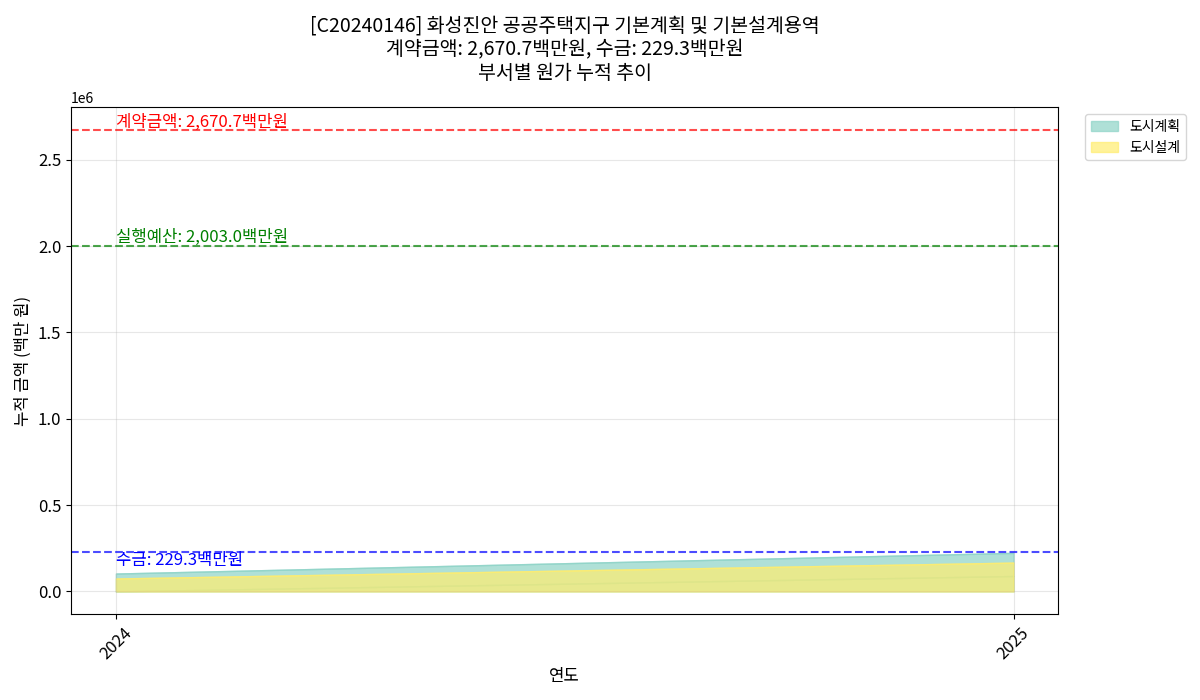 [C20240146] 화성진안 공공주택지구 기본계획 및 기본설계용역
계약금액: 2,670.7백만원, 수금: 229.3백만원
부서별 원가 누적 추이
1e6
계약금액: 2,670.7백만원
도시계획
도시설계
2.5
실행예산: 2,003.0백만원
2.0
누적 금액 (백만 원)
1.5
1.0
0.5
수금: 229.3백만원
0.0
2024
2025
연도